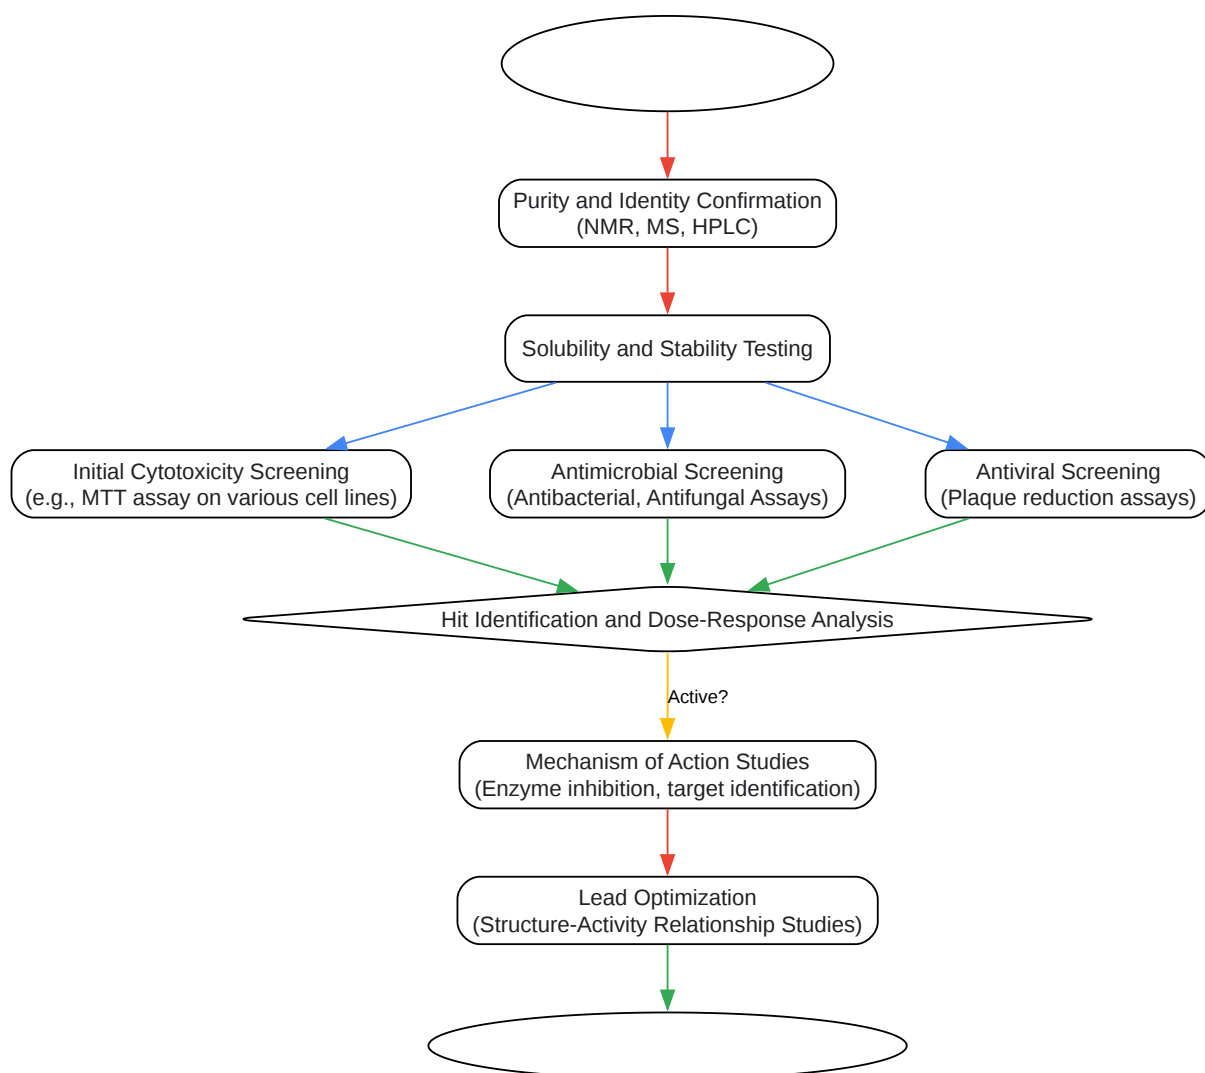 Purity and Identity Confirmation
(NMR, MS, HPLC)
Solubility and Stability Testing
Initial Cytotoxicity Screening
(e.g., MTT assay on various cell lines)
Antimicrobial Screening
(Antibacterial, Antifungal Assays)
Antiviral Screening
(Plaque reduction assays)
Hit Identification and Dose-Response Analysis
Active?
Mechanism of Action Studies
(Enzyme inhibition, target identification)
Lead Optimization
(Structure-Activity Relationship Studies)